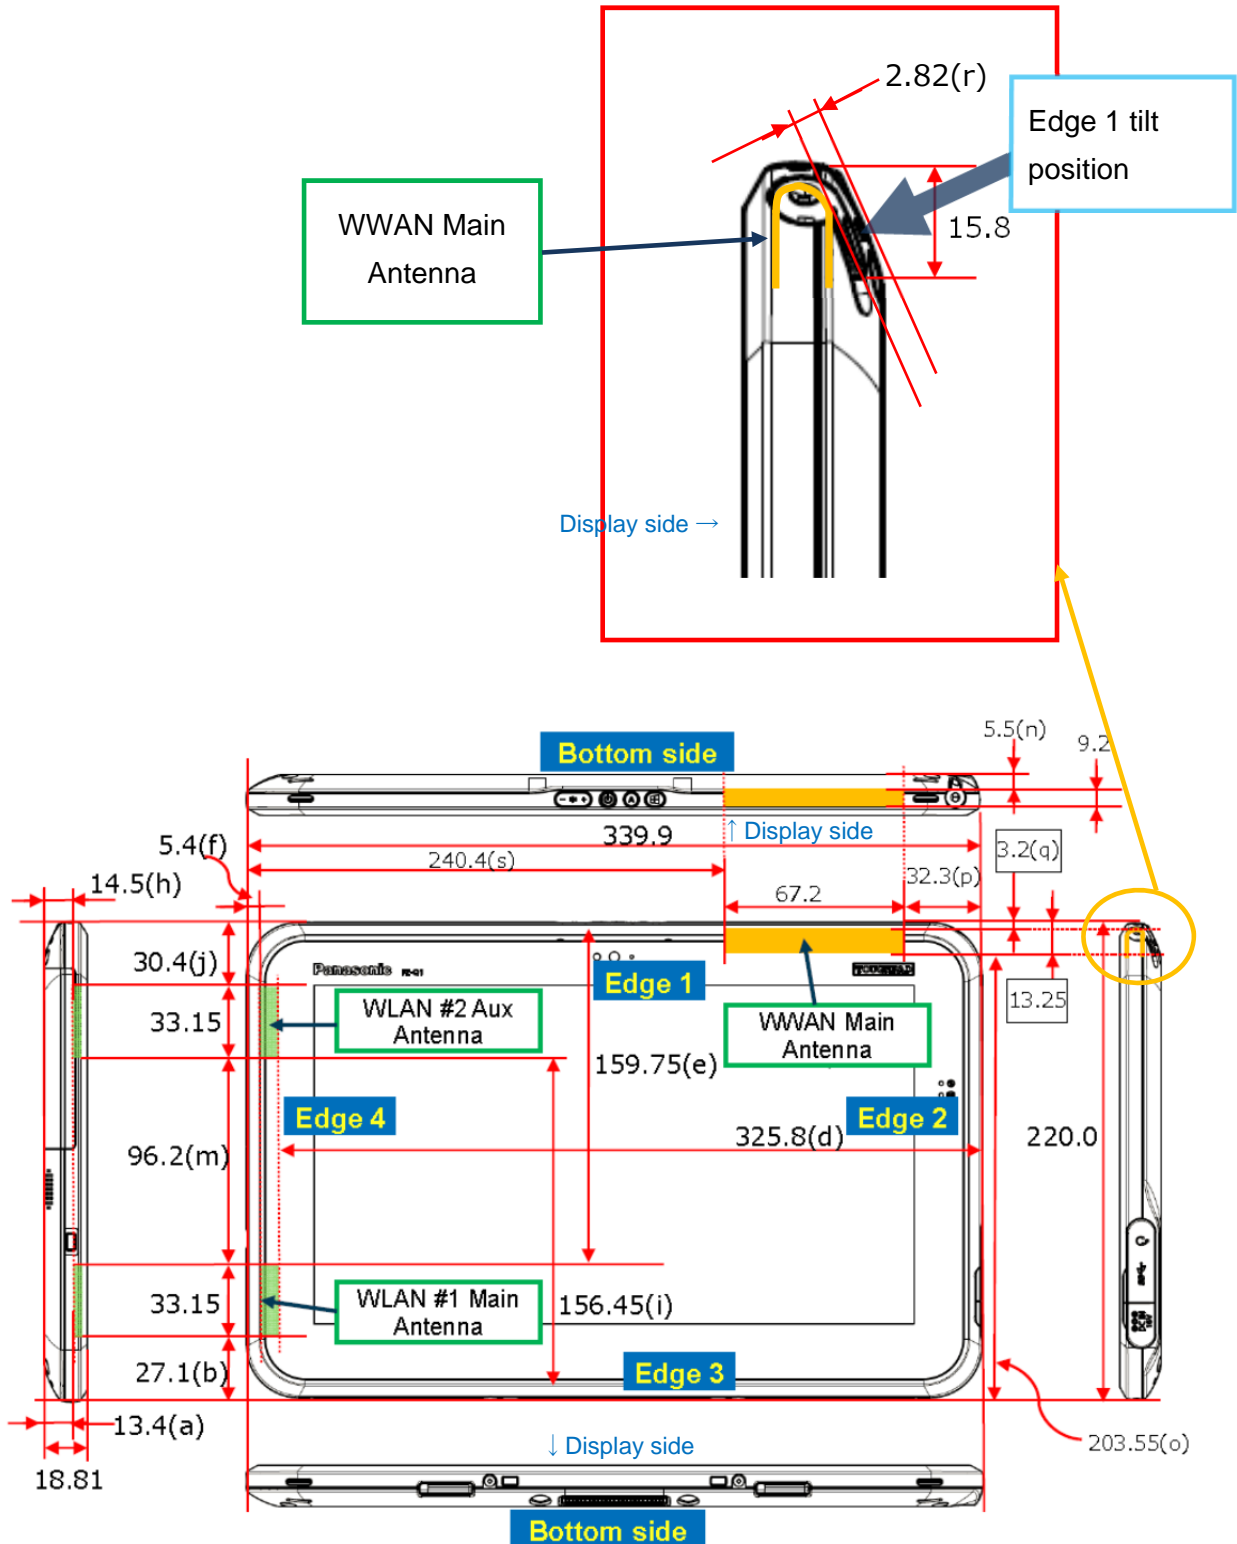 2.82(r)
Edge 1 tilt
position
WWAN Main
Antenna
15.8
Display side →
5.5(n)
9.2
Bottom side
↑ Display side
339.9
5.4(f)
240.4(s)
3.2(q)
14.5(h)
32.3(p)
67.2
30.4(j)
Panasonic
Edge 1
WLAN #2 Aux
Antenna
WWAN Main
Antenna
13.25
33.15
159.75(e)
Edge 4
Edge 2
325.8(d)
220.0
96.2(m)
WLAN #1 Main
Antenna
33.15
156.45(i)
27.1(b)
Edge 3
13.4(a)
↓ Display side
203.55(o)
18.81
Bottom side